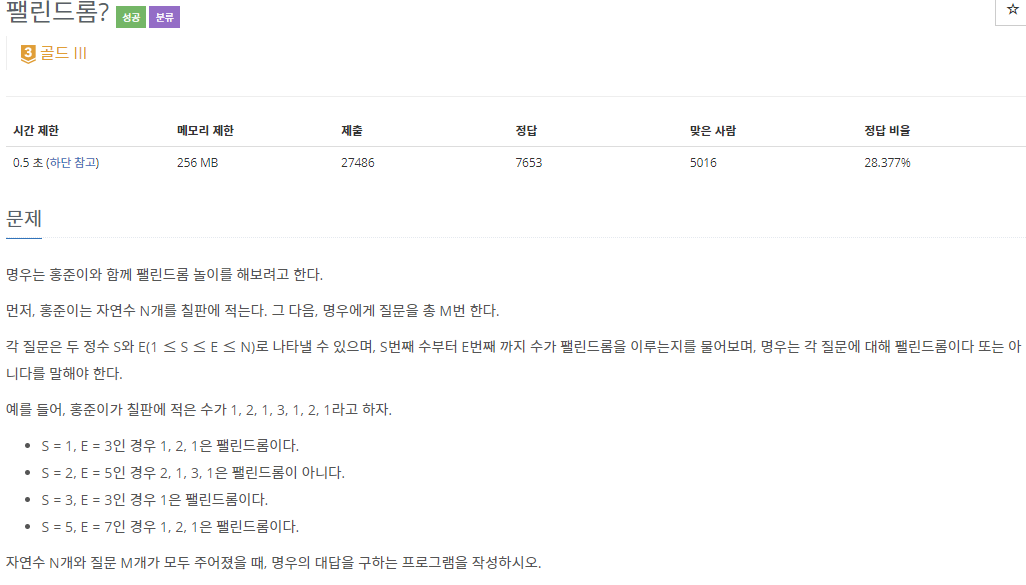 팰린드롬? 성공 분류
☆
3 골드 III
시간 제한 메모리 제한 제출 정답 맞은 사람 정답 비율
0.5 초 (하단 참고) 256 MB 27486 7653 5016 28.377%
문제
명우는 홍준이와 함께 팰린드롬 놀이를 해보려고 한다.
먼저, 홍준이는 자연수 N개를 칠판에 적는다. 그 다음, 명우에게 질문을 총 M번 한다.
각 질문은 두 정수 S와 E(1 ≤ S ≤ E ≤ N)로 나타낼 수 있으며, S번째 수부터 E번째 까지 수가 팰린드롬을 이루는지를 물어보며, 명우는 각 질문에 대해 팰린드롬이다 또는 아
니다를 말해야 한다.
예를 들어, 홍준이가 칠판에 적은 수가 1, 2, 1, 3, 1, 2, 1라고 하자.
• S = 1, E = 3인 경우 1, 2, 1은 팰린드롬이다.
• S = 2, E = 5인 경우 2, 1, 3, 1은 팰린드롬이 아니다.
• S = 3, E = 3인 경우 1은 팰린드롬이다.
• S = 5, E = 7인 경우 1, 2, 1은 팰린드롬이다.
자연수 N개와 질문 M개가 모두 주어졌을 때, 명우의 대답을 구하는 프로그램을 작성하시오.